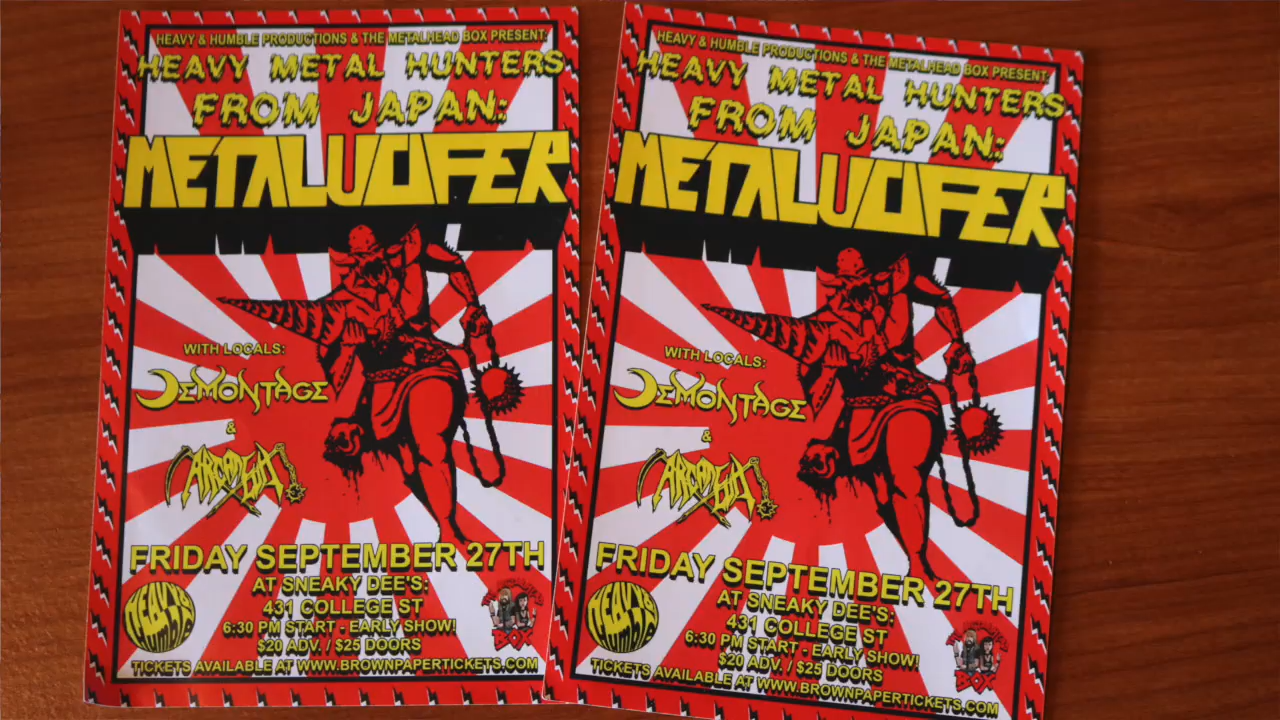 HEAVY & HUMBLE PRODUCTIONS & THE METALHEAD BOX PRESENT:
HEAVY METAL HUNTERS
FROM JAPAN:
METALUCIFER
WITH LOCALS:
DEMONTAGE
&
FRIDAY SEPTEMBER 27TH
AT SNEAKY DEE'S:
431 COLLEGE ST
6:30 PM START - EARLY SHOW!
$20 ADV. / $25 DOORS
TICKETS AVAILABLE AT WWW.BROWNPAPERTICKETS.COM
HEAVY &
Humble
BOX
HEAVY & HUMBLE PRODUCTIONS & THE METALHEAD BOX PRESENT:
HEAVY METAL HUNTERS
FROM JAPAN:
METALUCIFER
WITH LOCALS:
DEMONTAGE
&
FRIDAY SEPTEMBER 27TH
AT SNEAKY DEE'S:
431 COLLEGE ST
6:30 PM START - EARLY SHOW!
$20 ADV. / $25 DOORS
TICKETS AVAILABLE AT WWW.BROWNPAPERTICKETS.COM
HEAVY &
Humble
BOX